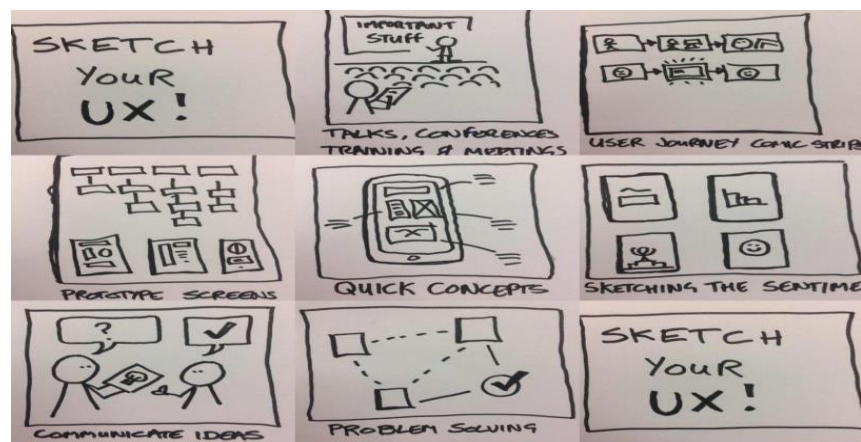 SKETCH
YOUR
UX!
IMPORTANT
STUFF
TALKS, CONFERENCES
TRAINING & MEETINGS
USER JOURNEY COMIC STRIPS
PROTOTYPE SCREENS
QUICK CONCEPTS
SKETCHING THE SENTIME
?
COMMUNICATE IDEAS
PROBLEM SOLVING
SKETCH
YOUR
UX!